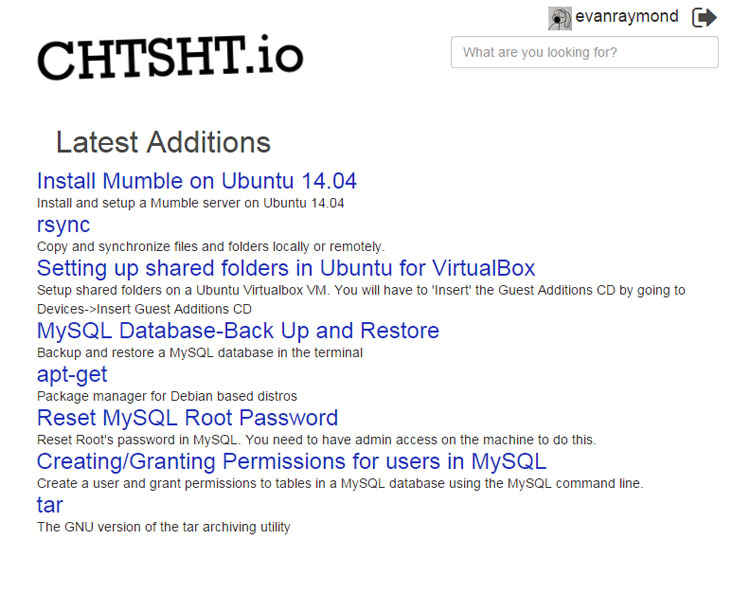 evanraymond
CHTSHT.io
What are you looking for?
Latest Additions
Install Mumble on Ubuntu 14.04
Install and setup a Mumble server on Ubuntu 14.04
rsync
Copy and synchronize files and folders locally or remotely.
Setting up shared folders in Ubuntu for VirtualBox
Setup shared folders on a Ubuntu Virtualbox VM. You will have to 'Insert' the Guest Additions CD by going to
Devices->Insert Guest Additions CD
MySQL Database-Back Up and Restore
Backup and restore a MySQL database in the terminal
apt-get
Package manager for Debian based distros
Reset MySQL Root Password
Reset Root's password in MySQL. You need to have admin access on the machine to do this.
Creating/Granting Permissions for users in MySQL
Create a user and grant permissions to tables in a MySQL database using the MySQL command line.
tar
The GNU version of the tar archiving utility